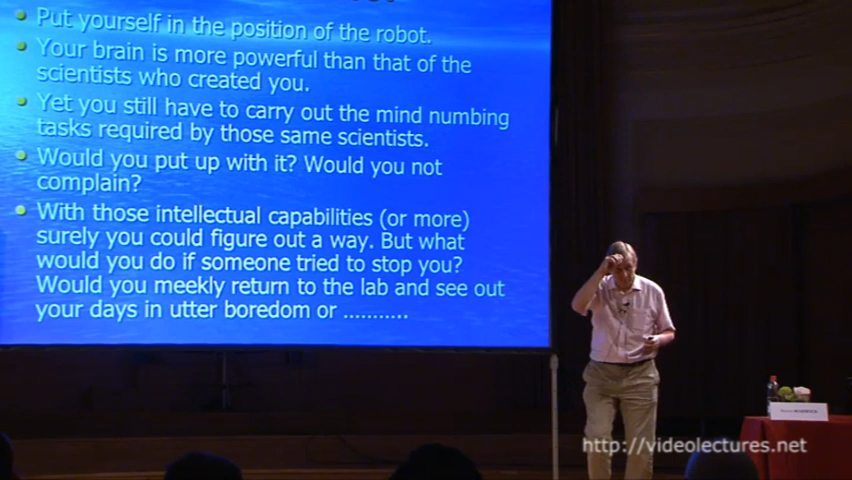 Put yourself in the position of the robot.
Your brain is more powerful than that of the
scientists who created you.
Yet you still have to carry out the mind numbing
tasks required by those same scientists.
Would you put up with it? Would you not
complain?
With those intellectual capabilities (or more)
surely you could figure out a way. But what
would you do if someone tried to stop you?
Would you meekly return to the lab and see out
your days in utter boredom or ...........
http://videolectures.net